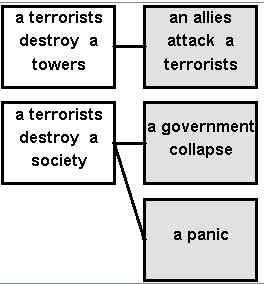 a terrorists
destroy a
towers
an allies
attack a
terrorists
a terrorists
destroy a
society
a government
collapse
a panic